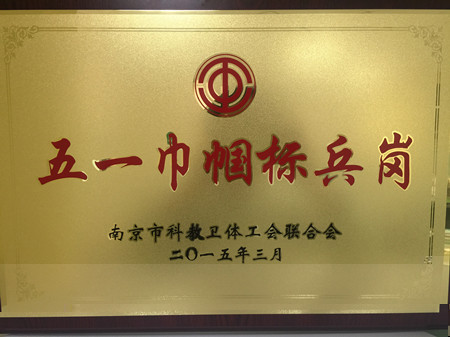 五一巾帼标兵岗
南京市科教卫体工会联合会
二〇一五年三月